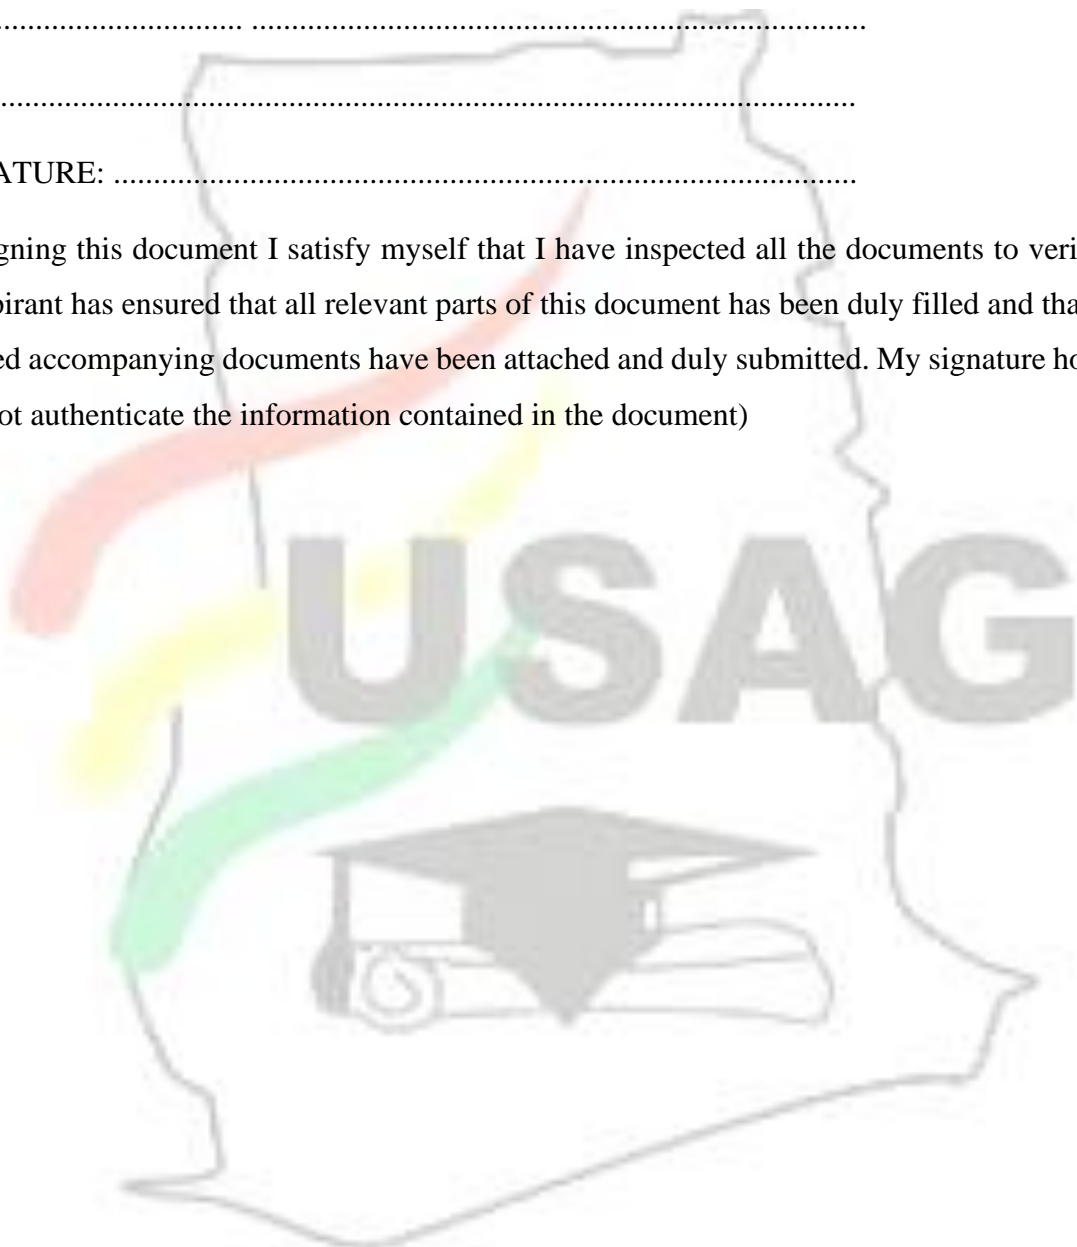 ............................... ..............................................................................
............................................................................................................
ATURE: ..............................................................................................
gning this document I satisfy myself that I have inspected all the documents to veri
pirant has ensured that all relevant parts of this document has been duly filled and tha
ed accompanying documents have been attached and duly submitted. My signature ho
ot authenticate the information contained in the document)
USAG